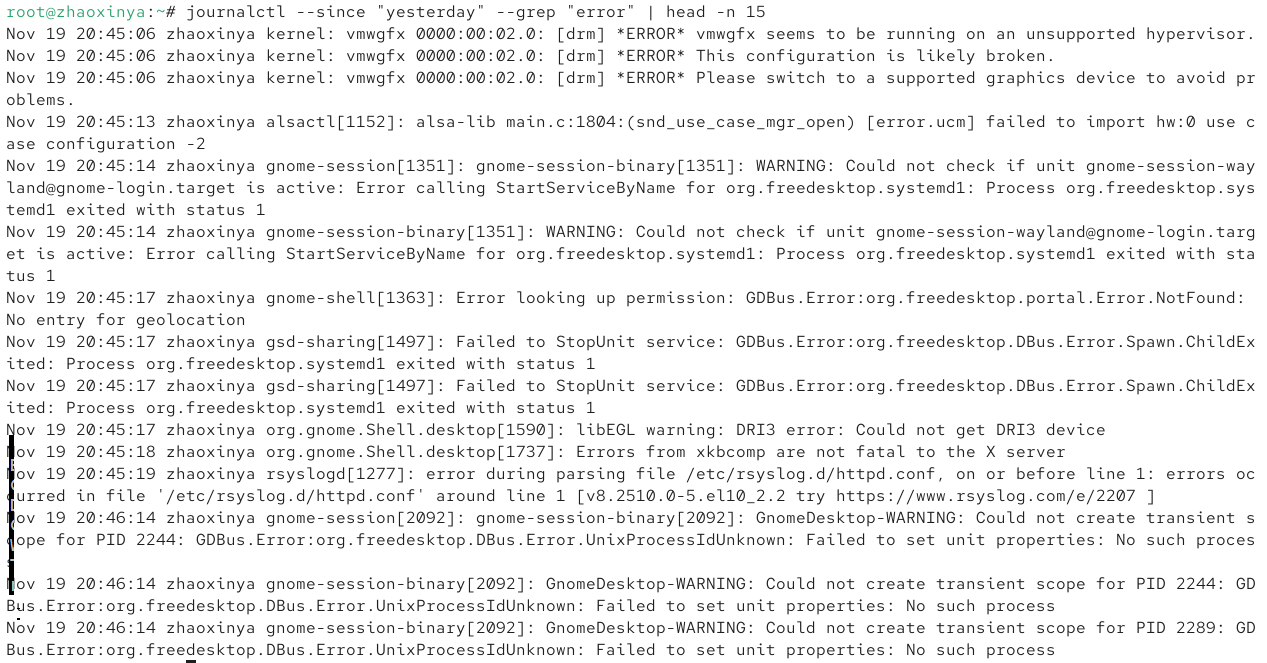 root@zhaoxinya:~# journalctl --since "yesterday" --grep "error" | head -n 15
Nov 19 20:45:06 zhaoxinya kernel: vmwgfx 0000:00:02.0: [drm] *ERROR* vmwgfx seems to be running on an unsupported hypervisor.
Nov 19 20:45:06 zhaoxinya kernel: vmwgfx 0000:00:02.0: [drm] *ERROR* This configuration is likely broken.
Nov 19 20:45:06 zhaoxinya kernel: vmwgfx 0000:00:02.0: [drm] *ERROR* Please switch to a supported graphics device to avoid pr
oblems.
Nov 19 20:45:13 zhaoxinya alsactl[1152]: alsa-lib main.c:1804:(snd_use_case_mgr_open) [error.ucm] failed to import hw:0 use c
ase configuration -2
Nov 19 20:45:14 zhaoxinya gnome-session[1351]: gnome-session-binary[1351]: WARNING: Could not check if unit gnome-session-way
land@gnome-login.target is active: Error calling StartServiceByName for org.freedesktop.systemd1: Process org.freedesktop.sys
temd1 exited with status 1
Nov 19 20:45:14 zhaoxinya gnome-session-binary[1351]: WARNING: Could not check if unit gnome-session-wayland@gnome-login.targ
et is active: Error calling StartServiceByName for org.freedesktop.systemd1: Process org.freedesktop.systemd1 exited with sta
tus 1
Nov 19 20:45:17 zhaoxinya gnome-shell[1363]: Error looking up permission: GDBus.Error:org.freedesktop.portal.Error.NotFound:
No entry for geolocation
Nov 19 20:45:17 zhaoxinya gsd-sharing[1497]: Failed to StopUnit service: GDBus.Error:org.freedesktop.DBus.Error.Spawn.ChildEx
ited: Process org.freedesktop.systemd1 exited with status 1
Nov 19 20:45:17 zhaoxinya gsd-sharing[1497]: Failed to StopUnit service: GDBus.Error:org.freedesktop.DBus.Error.Spawn.ChildEx
ited: Process org.freedesktop.systemd1 exited with status 1
Nov 19 20:45:17 zhaoxinya org.gnome.Shell.desktop[1590]: libEGL warning: DRI3 error: Could not get DRI3 device
Nov 19 20:45:18 zhaoxinya org.gnome.Shell.desktop[1737]: Errors from xkbcomp are not fatal to the X server
Nov 19 20:45:19 zhaoxinya rsyslogd[1277]: error during parsing file /etc/rsyslog.d/httpd.conf, on or before line 1: errors oc
curred in file '/etc/rsyslog.d/httpd.conf' around line 1 [v8.2510.0-5.el10_2.2 try https://www.rsyslog.com/e/2207 ]
Nov 19 20:46:14 zhaoxinya gnome-session[2092]: gnome-session-binary[2092]: GnomeDesktop-WARNING: Could not create transient s
cope for PID 2244: GDBus.Error:org.freedesktop.DBus.Error.UnixProcessIdUnknown: Failed to set unit properties: No such proces
s
Nov 19 20:46:14 zhaoxinya gnome-session-binary[2092]: GnomeDesktop-WARNING: Could not create transient scope for PID 2244: GD
Bus.Error:org.freedesktop.DBus.Error.UnixProcessIdUnknown: Failed to set unit properties: No such process
Nov 19 20:46:14 zhaoxinya gnome-session-binary[2092]: GnomeDesktop-WARNING: Could not create transient scope for PID 2289: GD
Bus.Error:org.freedesktop.DBus.Error.UnixProcessIdUnknown: Failed to set unit properties: No such process